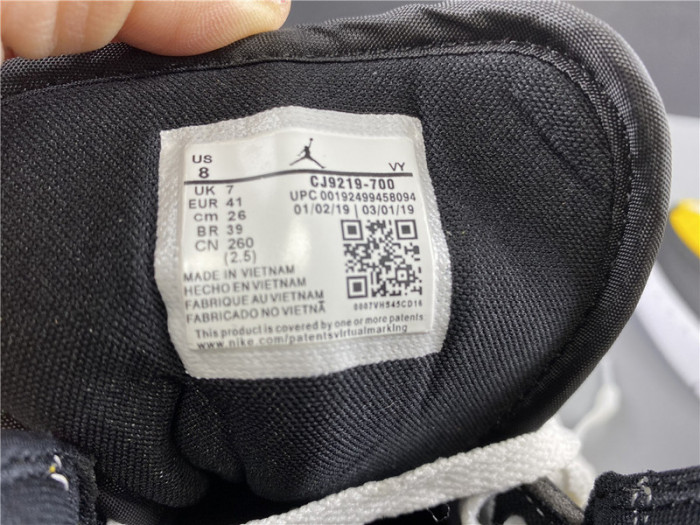 US
8
VY
UK 7
EUR 41
cm 26
BR 39
CN 260
(2.5)
CJ9219-700
UPC 00192499458094
01/02/19 | 03/01/19
MADE IN VIETNAM
HECHO EN VIETNAM
FABRIQUE AU VIETNAM
FABRICADO NO VIETNÃ
0007VHS45CD16
This product is covered by one or more patents
www.nike.com/patentsvirtualmarking